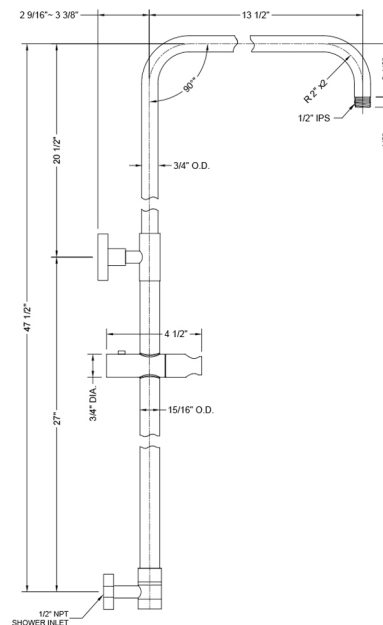 2 9/16"~ 3 3/8"
13 1/2"
90°
R 2" x2
1/2" IPS
20 1/2"
3/4" O.D.
47 1/2"
4 1/2"
3/4" DIA.
27"
15/16" O.D.
1/2" NPT
SHOWER INLET